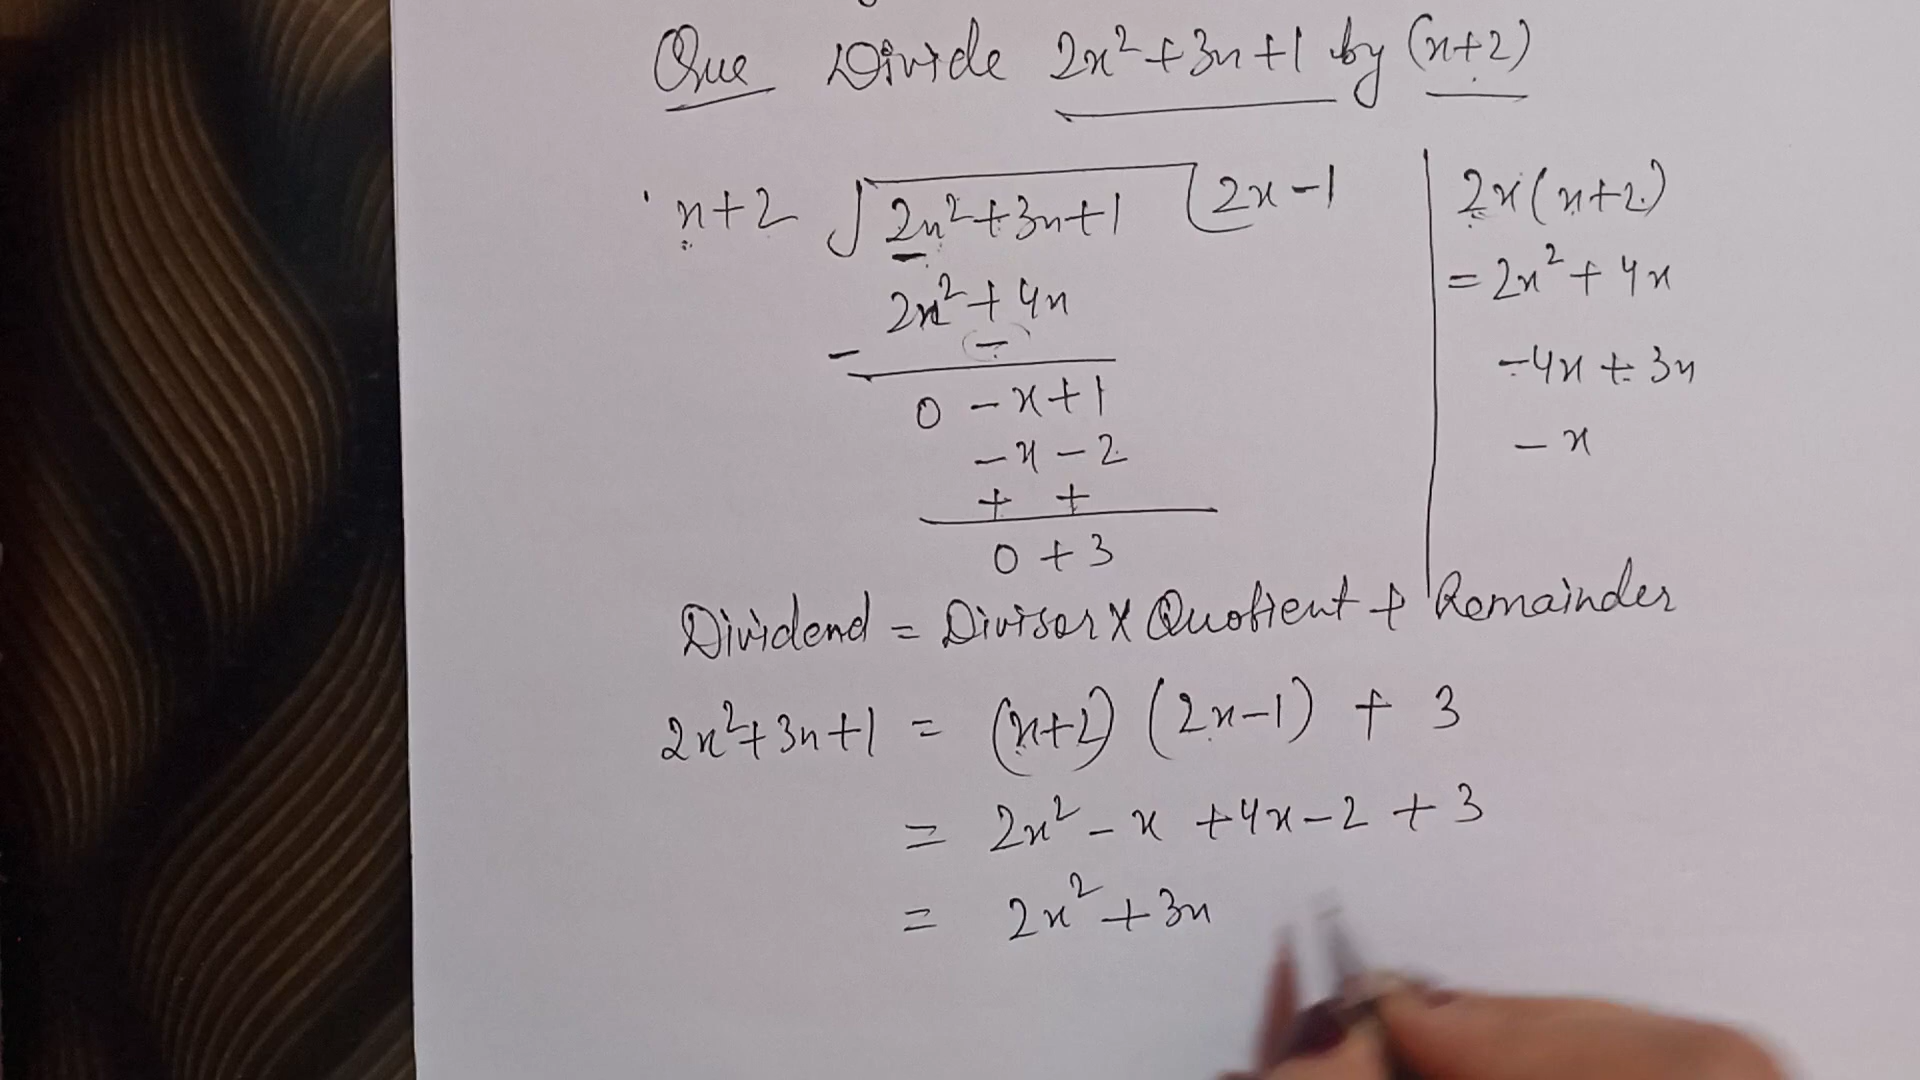 Que Divide 2x²+3x+1 by (x+2)
x+2 √2x²+3x+1 (2x-1
2x²+4x
- (-)
0 -x+1
-x-2
+ +
0+3
2x(x+2)
=2x²+4x
-4x+3x
-x
Dividend = Divisor X Quotient + Remainder
2x²+3x+1 = (x+2) (2x-1) + 3
= 2x²-x +4x-2 +3
= 2x²+3x